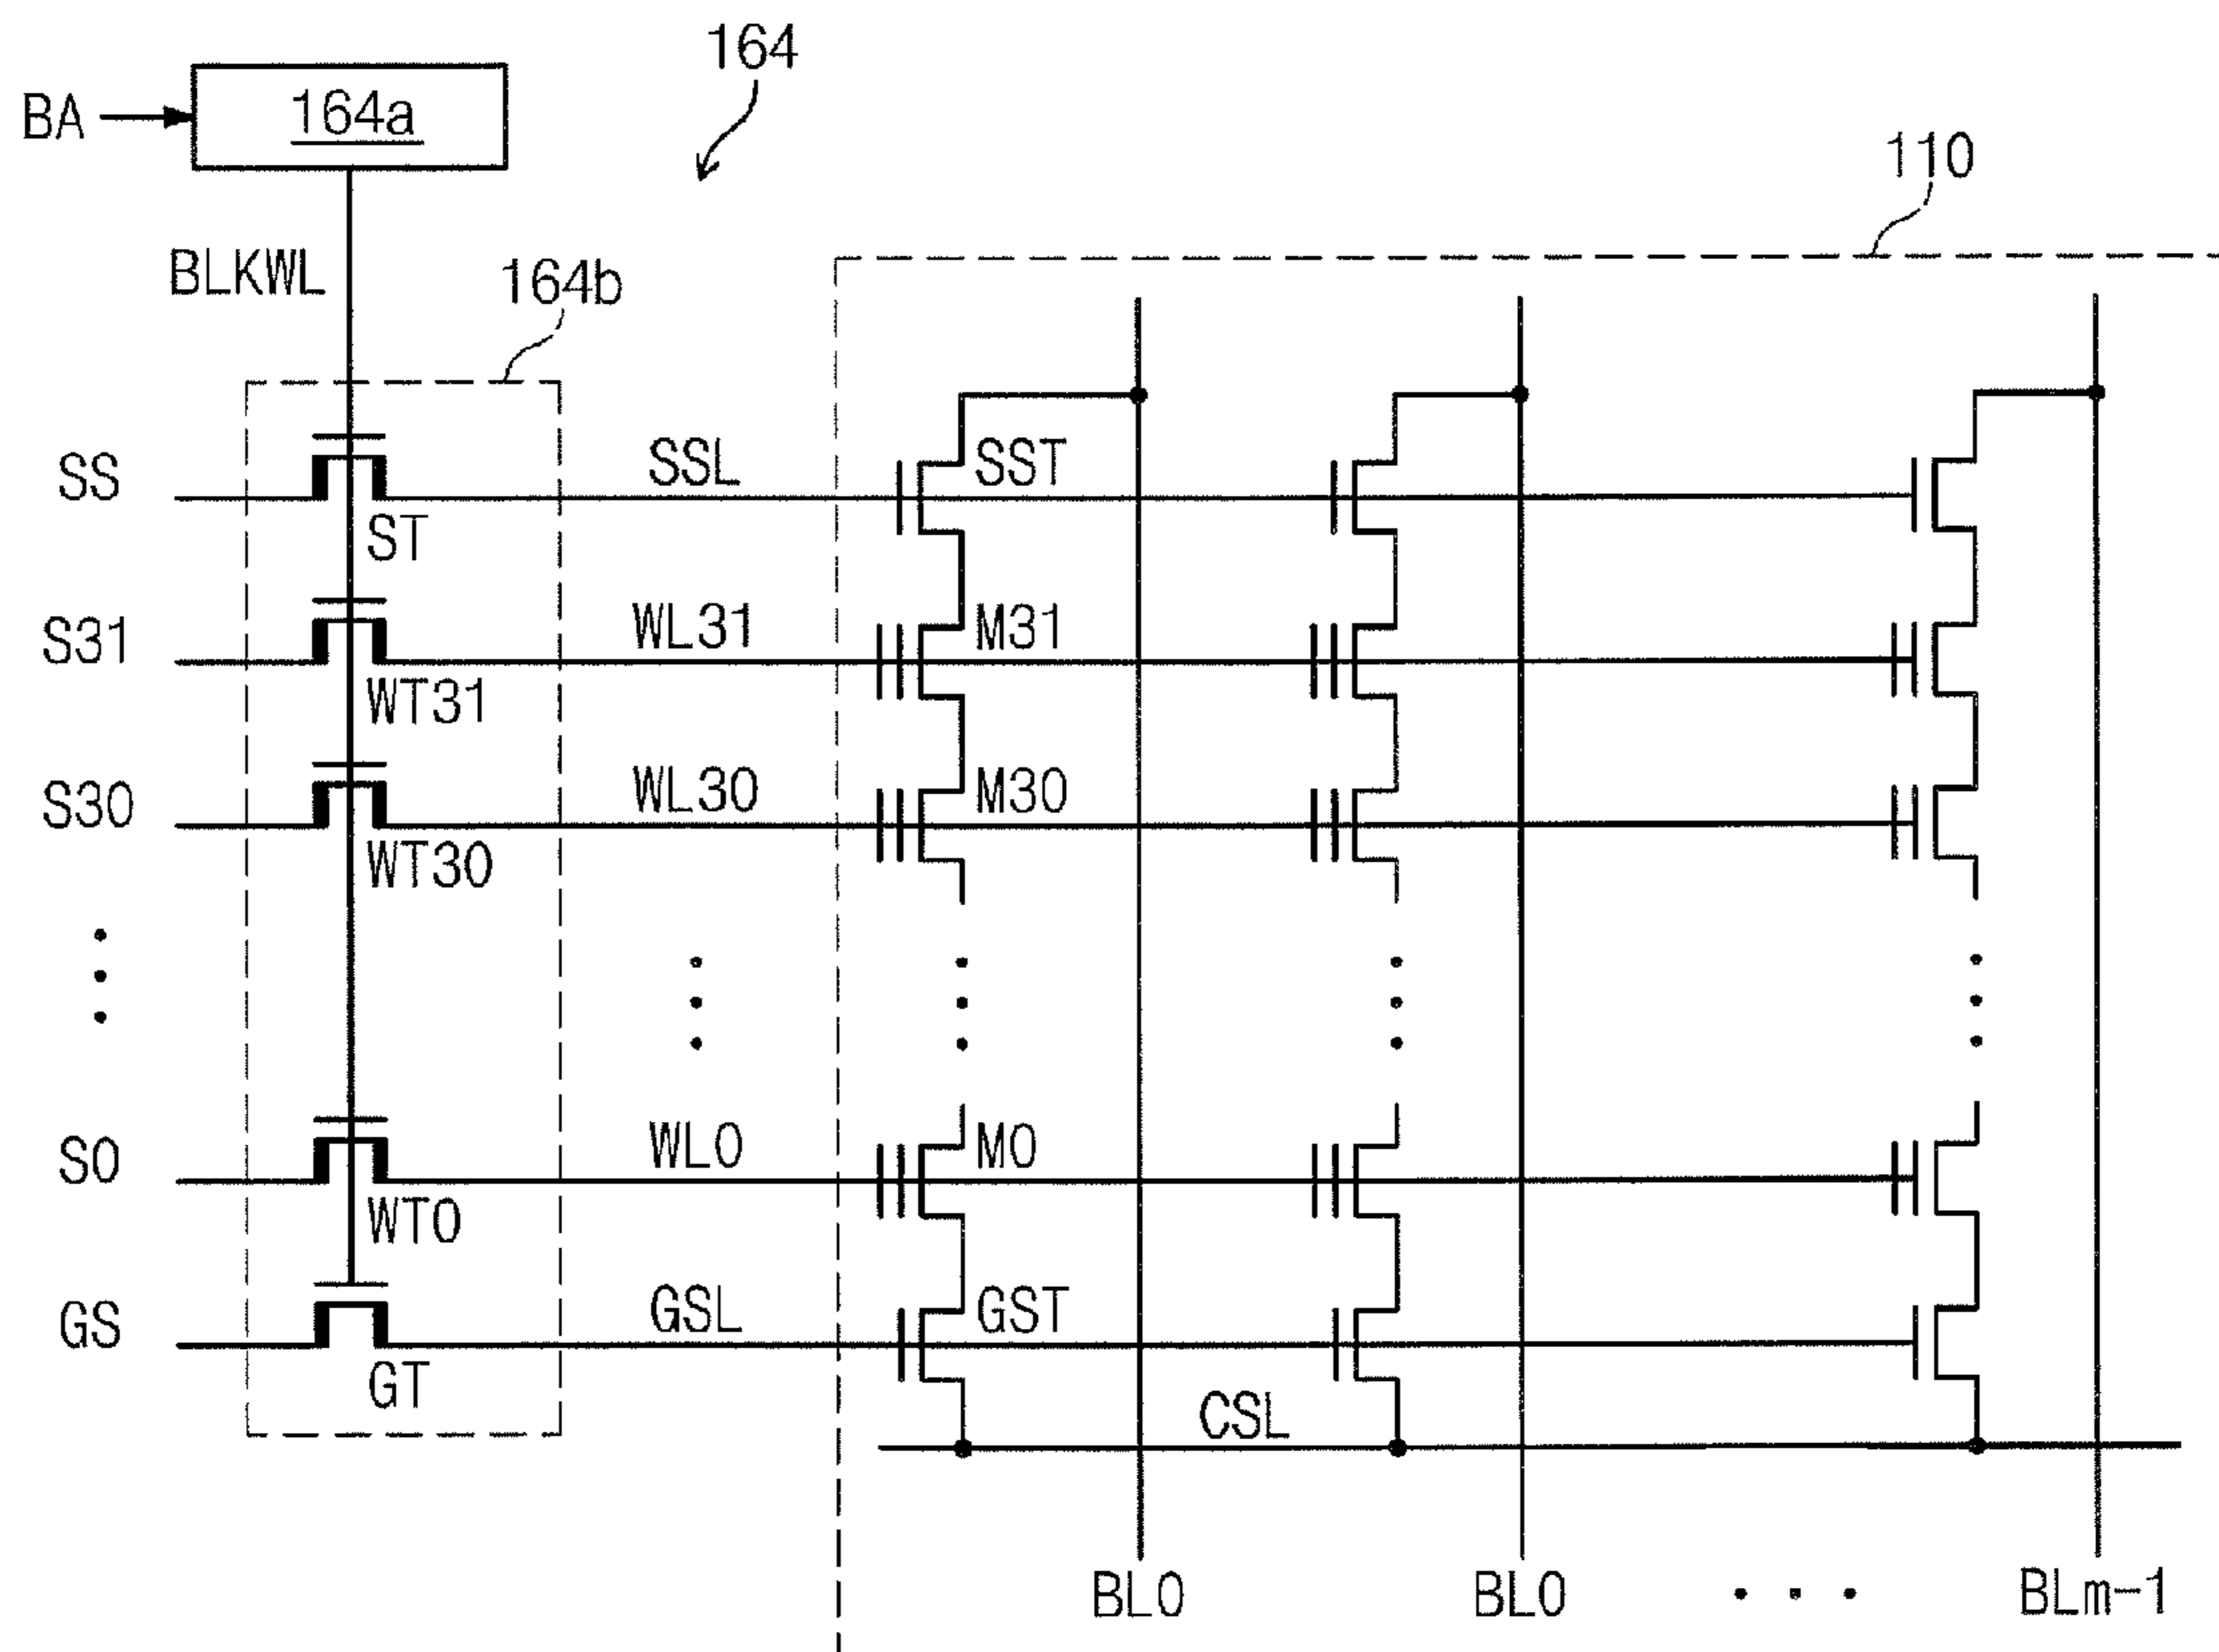 164
BA
164a
110
BLKWL
164b
SS
SSL
SST
ST
S31
WL31
M31
WT31
S30
WL30
M30
WT30
S0
WL0
M0
WT0
GS
GSL
GST
GT
CSL
BL0
BL0
BLm-1